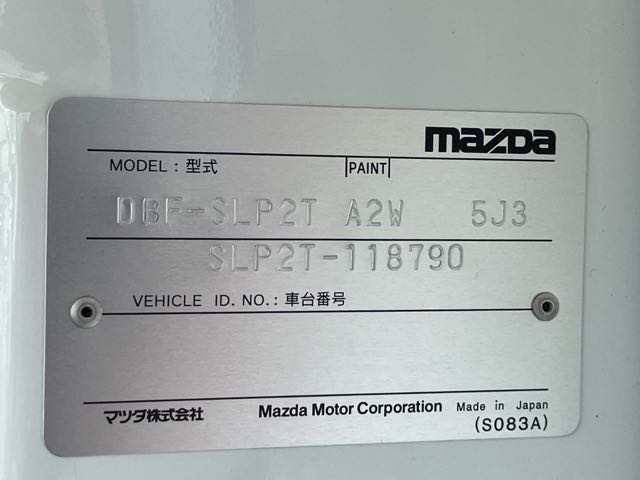 mazda
MODEL : 型式 PAINT
DBF-SLP2T A2W 5J3
SLP2T-118790
VEHICLE ID. NO. : 車台番号
マツダ株式会社 Mazda Motor Corporation Made in Japan
(S083A)